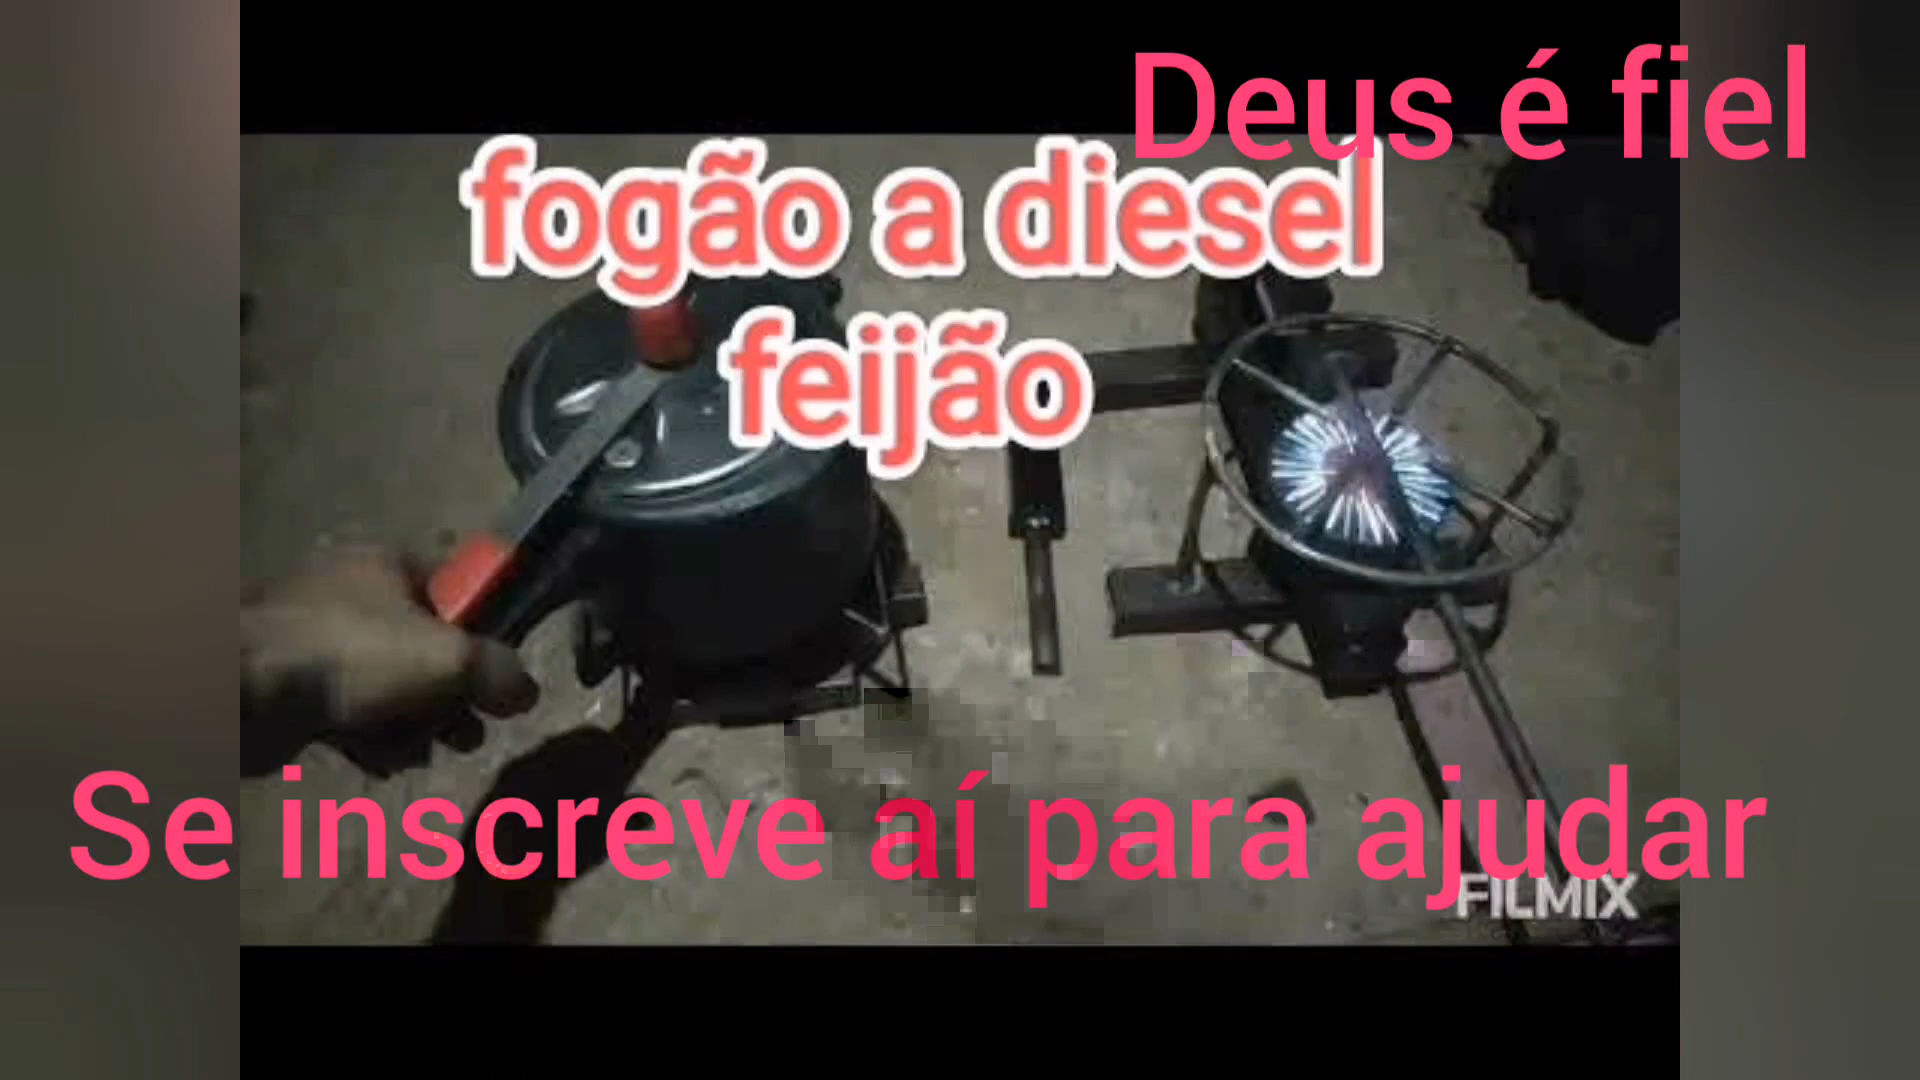 Deus é fiel
fogão a diesel
feijão
Se inscreve aí para ajudar
FILMIX